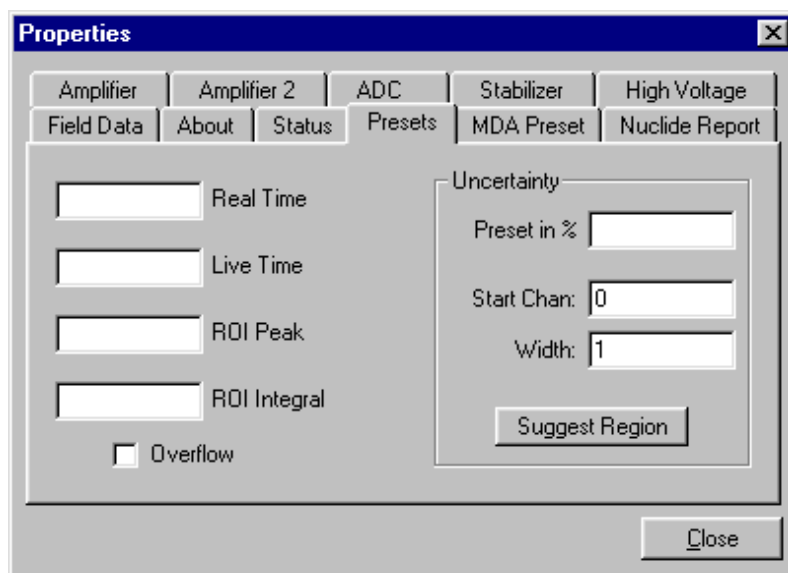 Properties
Amplifier Amplifier 2 ADC Stabilizer High Voltage
Field Data About Status Presets MDA Preset Nuclide Report
Real Time
Live Time
ROI Peak
ROI Integral
Overflow
Uncertainty
Preset in %
Start Chan: 0
Width: 1
Suggest Region
Close